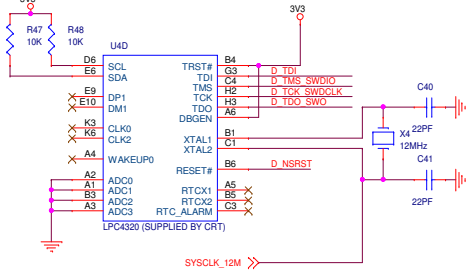 3V3
3V3
R47
10K
R48
10K
U4D
D6
SCL
E6
SDA
E9
DP1
E10
DM1
K3
CLK0
K6
CLK2
A4
WAKEUP0
A2
ADC0
A1
ADC1
B3
ADC2
A3
ADC3
TRST#
B4
TDI
G3
D_TDI
TMS
C4
D_TMS_SWDIO
TCK
H2
D_TCK_SWDCLK
TDO
H3
D_TDO_SWO
DBGEN
A6
XTAL1
B1
XTAL2
C1
RESET#
B6
D_NSRST
RTCX1
A5
RTCX2
B5
RTC_ALARM
C3
LPC4320 (SUPPLIED BY CRT)
C40
22PF
X4
12MHz
C41
22PF
SYSCLK_12M